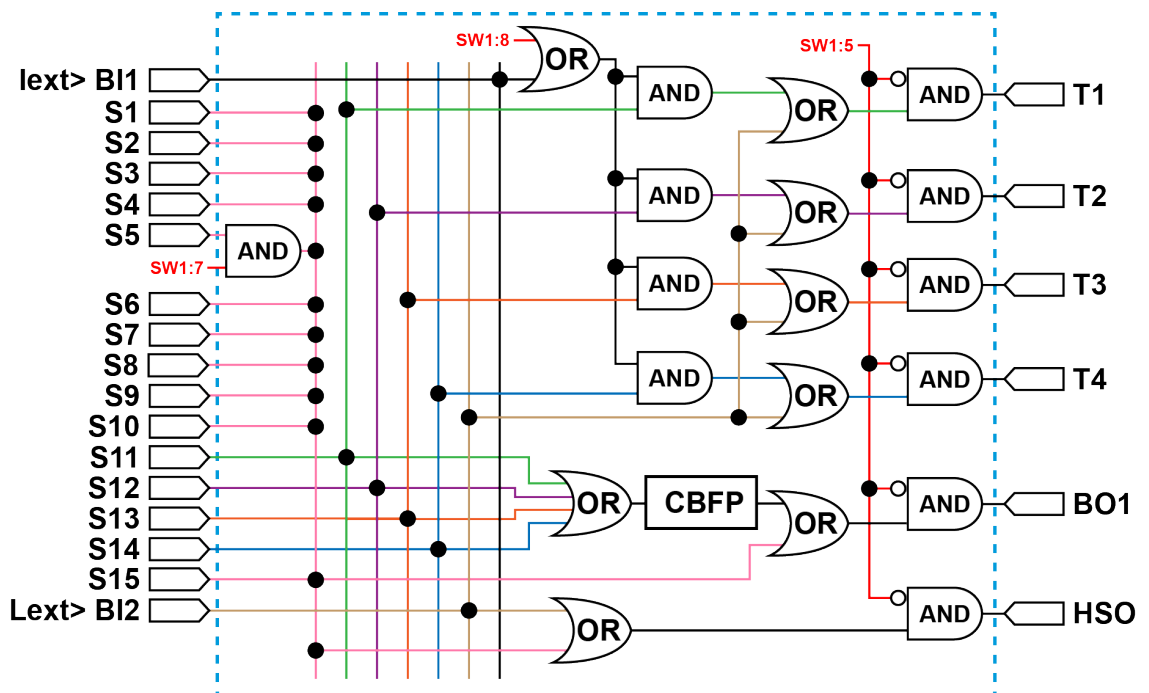 SW1:8
OR
SW1:5
Iext> BI1
AND
AND
T1
S1
OR
S2
S3
S4
AND
OR
AND
T2
S5
AND
SW1:7
S6
AND
OR
AND
T3
S7
S8
S9
AND
OR
AND
T4
S10
S11
S12
OR
CBFP
OR
AND
BO1
S13
S14
S15
Lext> BI2
OR
AND
HSO